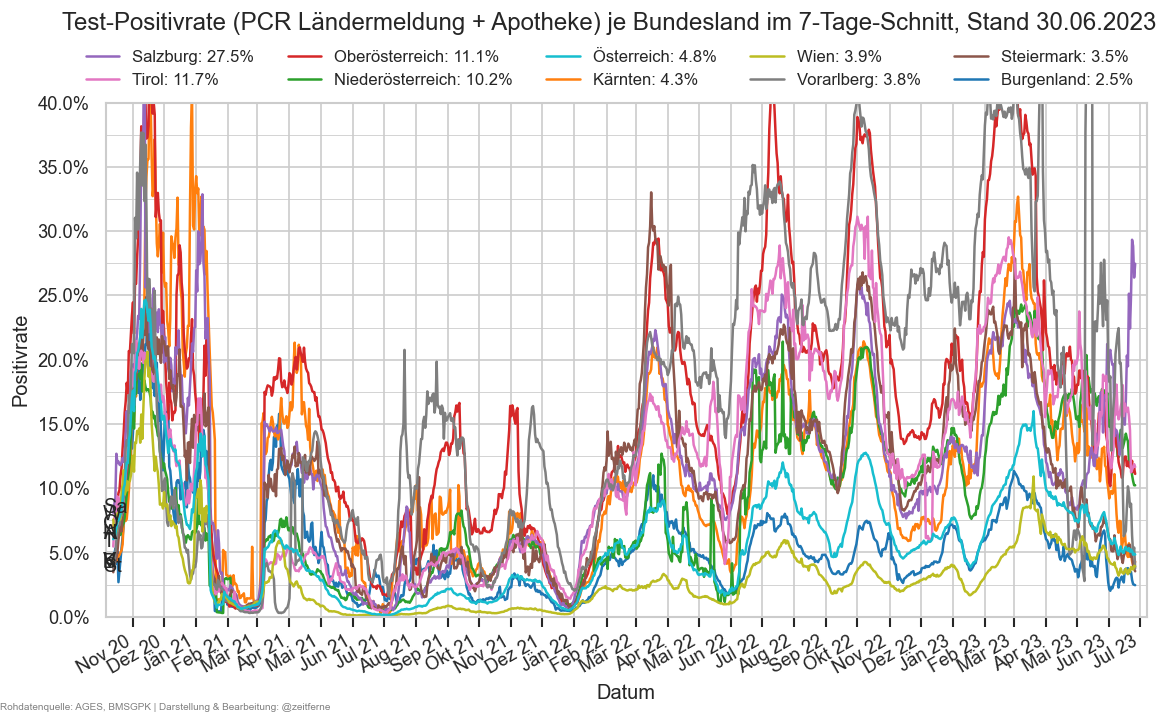 Test-Positivrate (PCR Ländermeldung + Apotheke) je Bundesland im 7-Tage-Schnitt, Stand 30.06.2023
Salzburg: 27.5% Oberösterreich: 11.1% Österreich: 4.8% Wien: 3.9% Steiermark: 3.5%
Tirol: 11.7% Niederösterreich: 10.2% Kärnten: 4.3% Vorarlberg: 3.8% Burgenland: 2.5%
40.0%
35.0%
30.0%
25.0%
20.0%
15.0%
10.0%
5.0%
0.0%
Positivrate
Sa
Nov 20 Dez 20 Jän 21 Feb 21 Mär 21 Apr 21 Mai 21 Jun 21 Jul 21 Aug 21 Sep 21 Okt 21 Nov 21 Dez 21 Jän 22 Feb 22 Mär 22 Apr 22 Mai 22 Jun 22 Jul 22 Aug 22 Sep 22 Okt 22 Nov 22 Dez 22 Jän 23 Feb 23 Mär 23 Apr 23 Mai 23 Jun 23 Jul 23
Datum
Rohdatenquelle: AGES, BMSGPK | Darstellung & Bearbeitung: @zeitferne